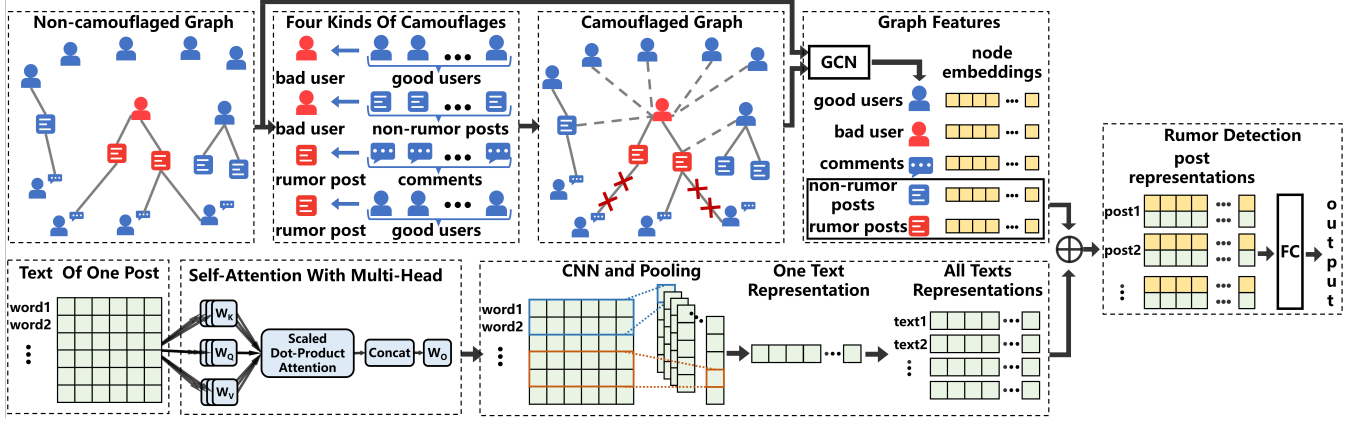 Non-camouflaged Graph
Four Kinds Of Camouflages
bad user
good users
bad user
non-rumor posts
rumor post
comments
rumor post
good users
Camouflaged Graph
Graph Features
GCN
node
embeddings
good users
bad user
comments
non-rumor
posts
rumor posts
Text Of One Post
word1
word2
Self-Attention With Multi-Head
W_K
W_Q
W_V
Scaled
Dot-Product
Attention
Concat
W_O
CNN and Pooling
word1
word2
One Text
Representation
All Texts
Representations
text1
text2
Rumor Detection
post
representations
post1
post2
FC
output